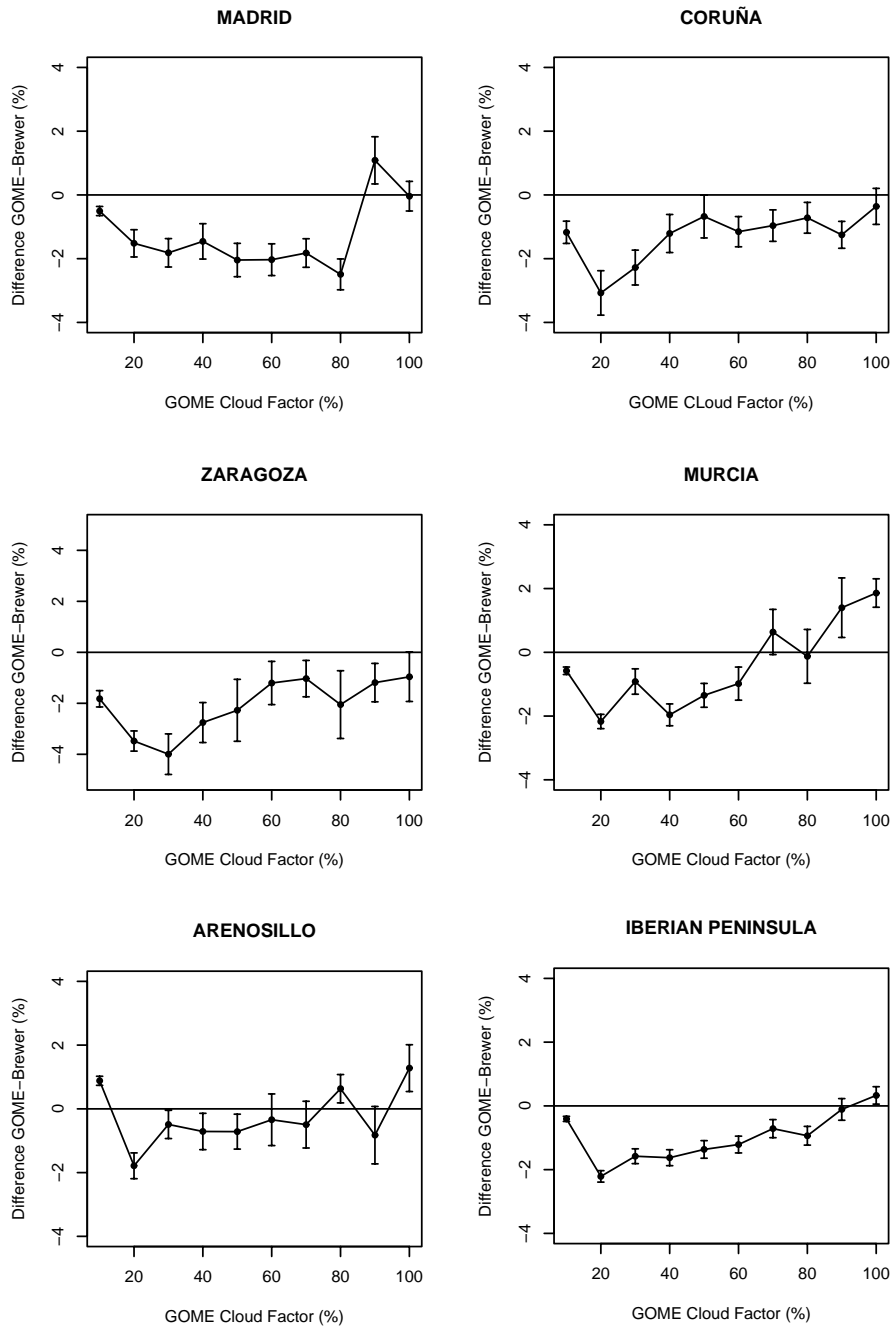 MADRID
Difference GOME−Brewer (%)
4
2
0
−2
−4
20 40 60 80 100
GOME Cloud Factor (%)
CORUÑA
Difference GOME−Brewer (%)
4
2
0
−2
−4
20 40 60 80 100
GOME CLoud Factor (%)
ZARAGOZA
Difference GOME−Brewer (%)
4
2
0
−2
−4
20 40 60 80 100
GOME Cloud Factor (%)
MURCIA
Difference GOME−Brewer (%)
4
2
0
−2
−4
20 40 60 80 100
GOME Cloud Factor (%)
ARENOSILLO
Difference GOME−Brewer (%)
4
2
0
−2
−4
20 40 60 80 100
GOME Cloud Factor (%)
IBERIAN PENINSULA
Difference GOME−Brewer (%)
4
2
0
−2
−4
20 40 60 80 100
GOME Cloud Factor (%)